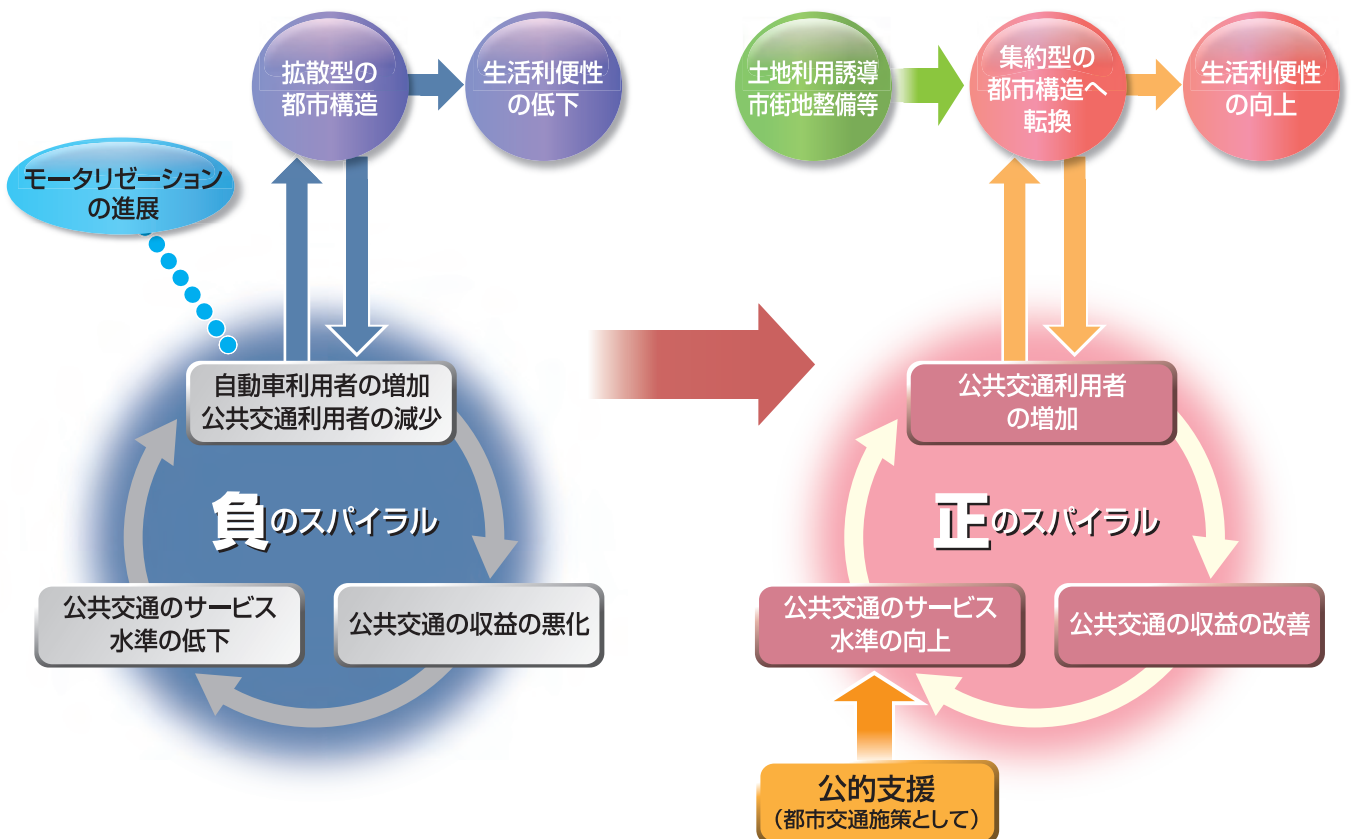 拡散型の
都市構造
生活利便性
の低下
モータリゼーション
の進展
自動車利用者の増加
公共交通利用者の減少
負のスパイラル
公共交通のサービス
水準の低下
公共交通の収益の悪化
土地利用誘導
市街地整備等
集約型の
都市構造へ
転換
生活利便性
の向上
公共交通利用者
の増加
正のスパイラル
公共交通のサービス
水準の向上
公共交通の収益の改善
公的支援
（都市交通施策として）